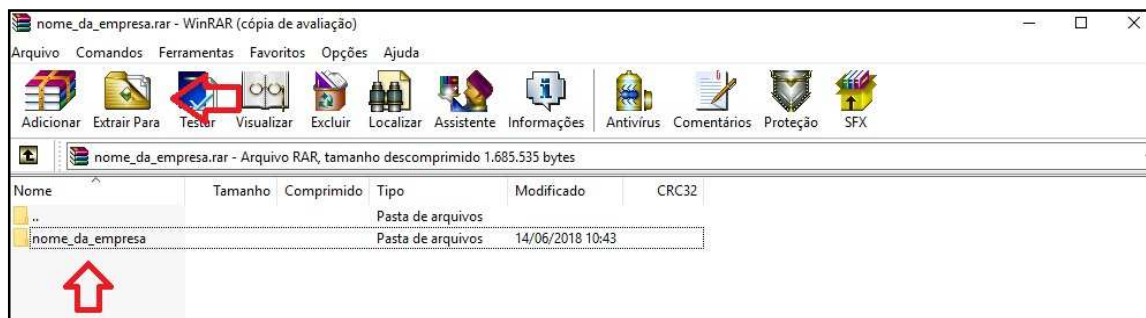 nome_da_empresa.rar - WinRAR (cópia de avaliação)
Arquivo Comandos Ferramentas Favoritos Opções Ajuda
Adicionar Extrair Para Testar Visualizar Excluir Localizar Assistente Informações Antivírus Comentários Proteção SFX
nome_da_empresa.rar - Arquivo RAR, tamanho descomprimido 1.685.535 bytes
Nome Tamanho Comprimido Tipo Modificado CRC32
.. Pasta de arquivos
nome_da_empresa Pasta de arquivos 14/06/2018 10:43